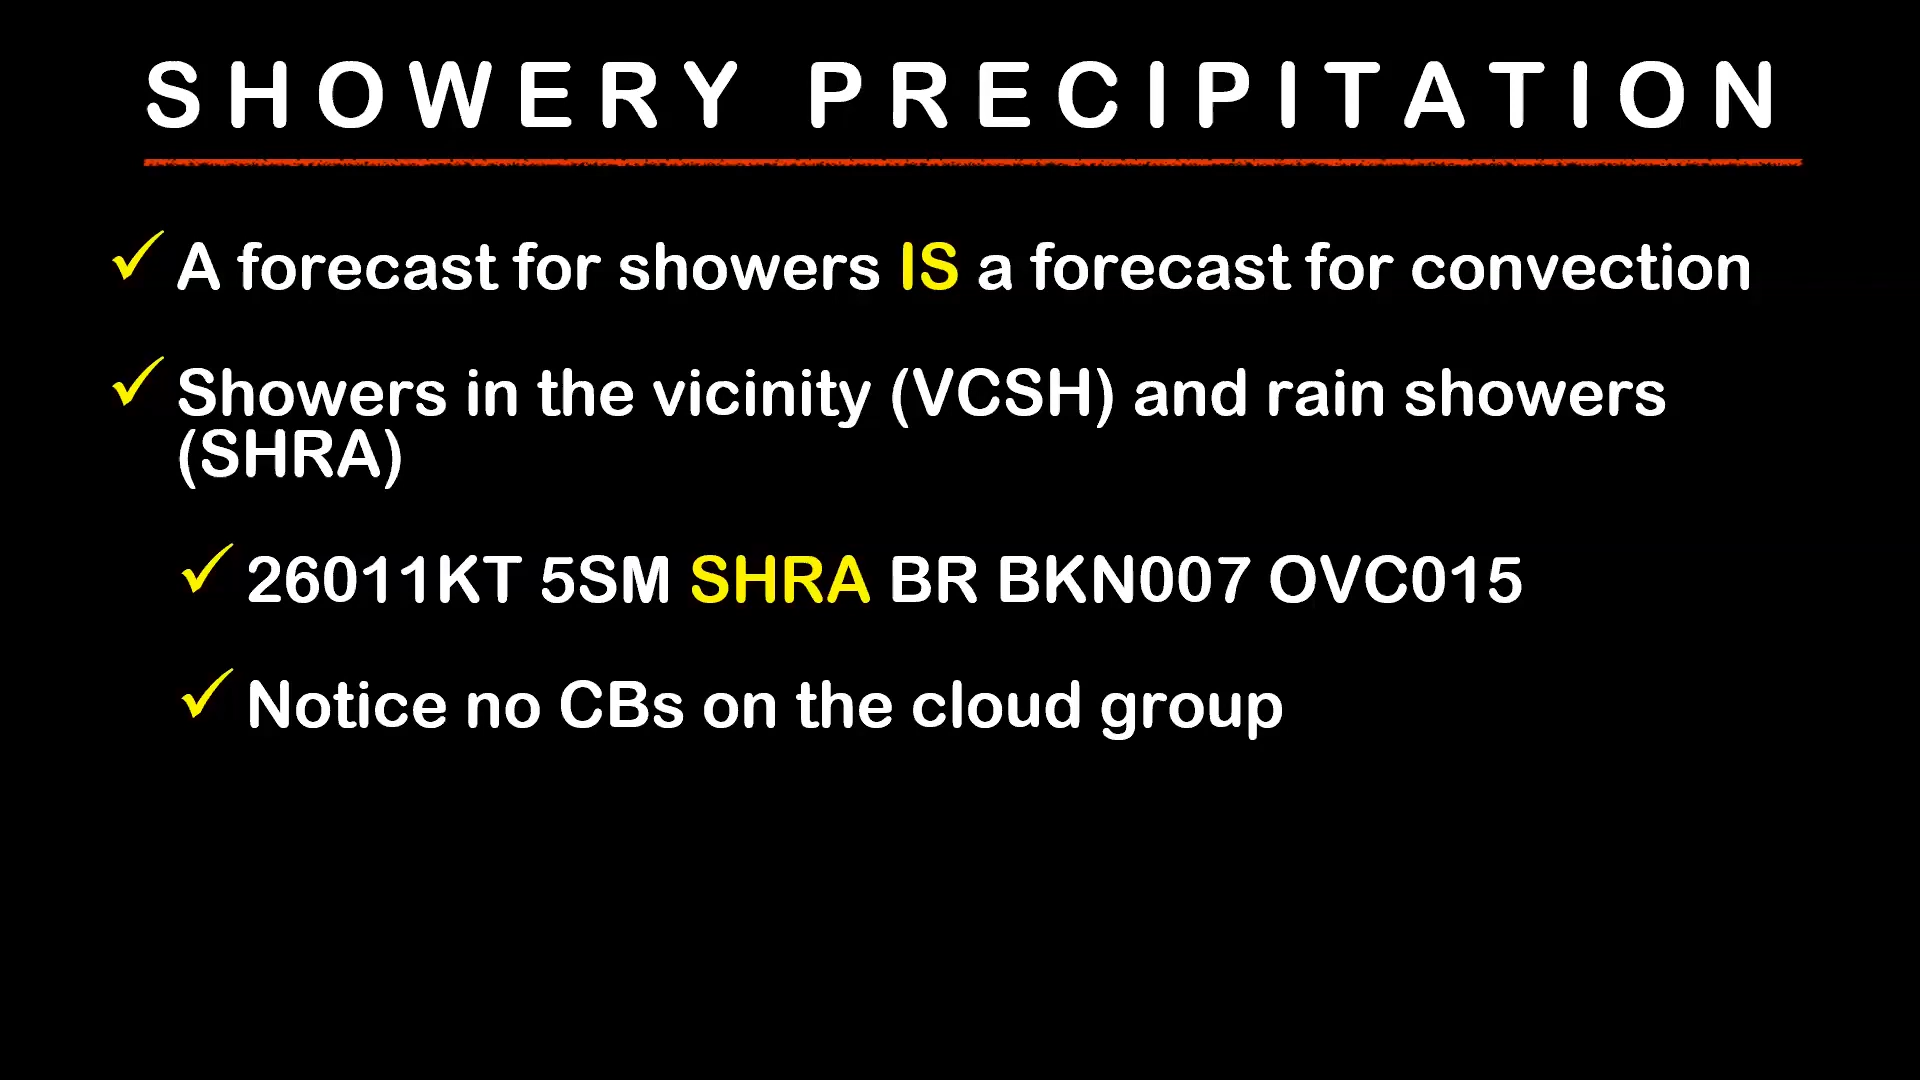 SHOWERY PRECIPITATION
A forecast for showers IS a forecast for convection
Showers in the vicinity (VCSH) and rain showers
(SHRA)
26011KT 5SM SHRA BR BKN007 OVC015
Notice no CBs on the cloud group